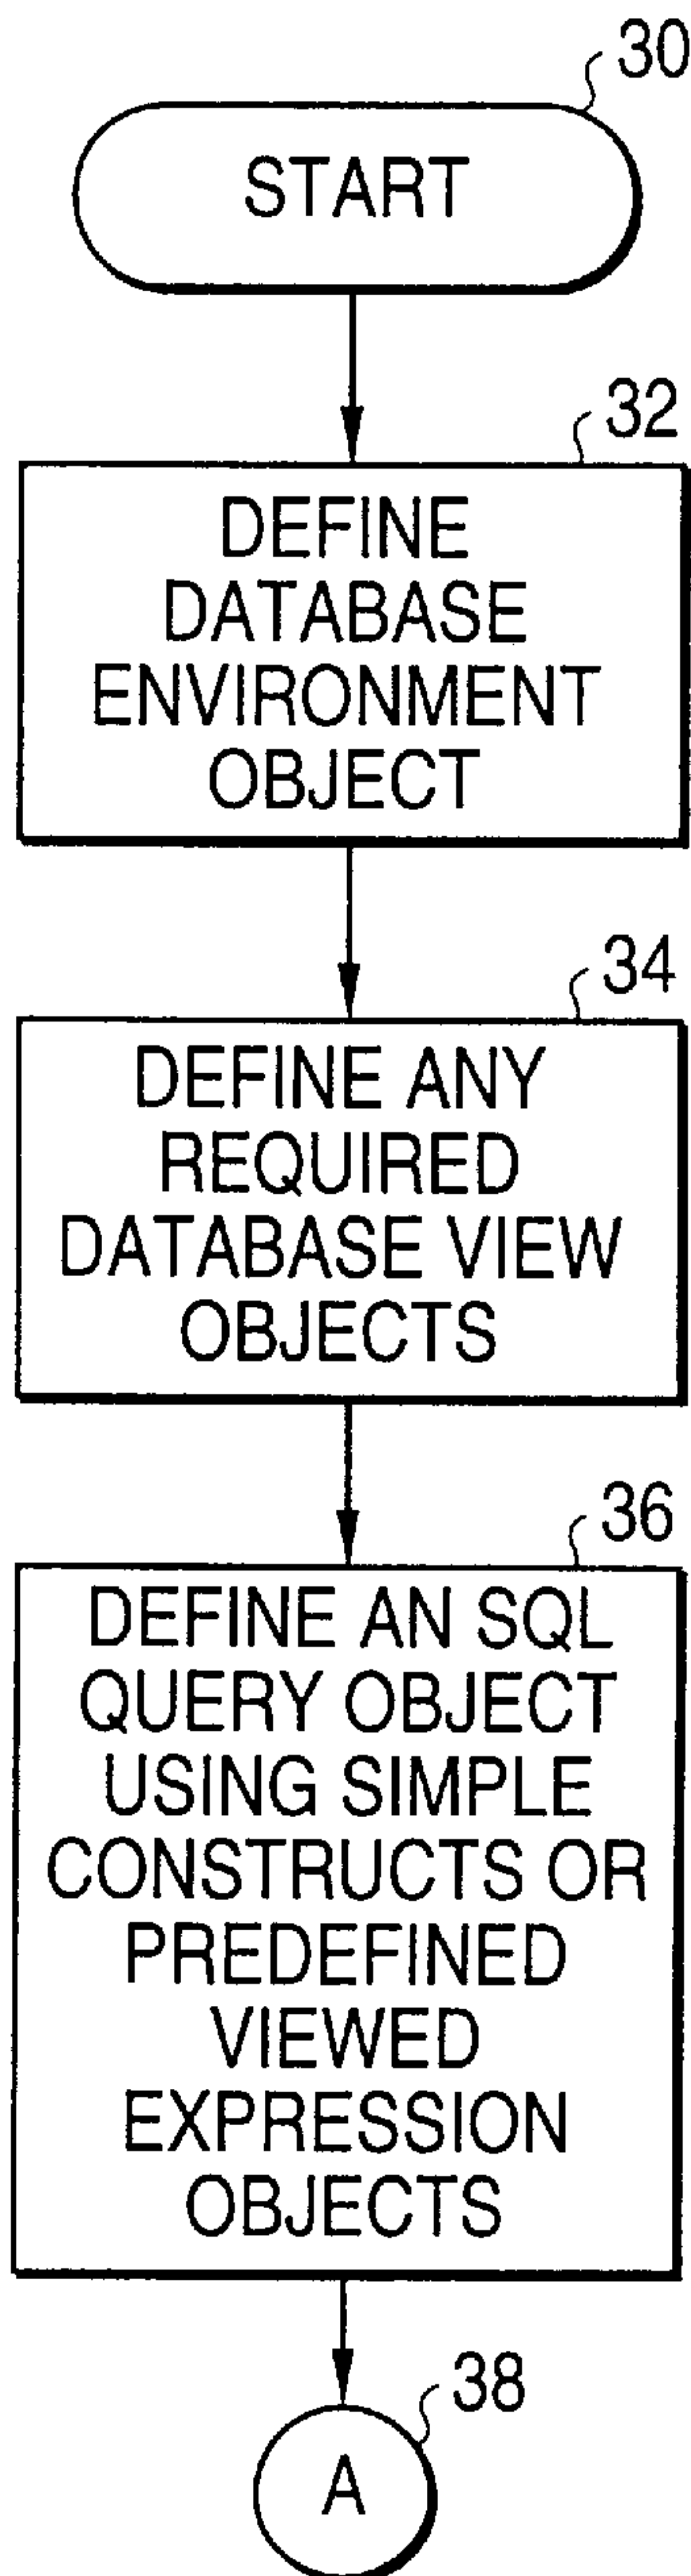 30
START
32
DEFINE
DATABASE
ENVIRONMENT
OBJECT
34
DEFINE ANY
REQUIRED
DATABASE VIEW
OBJECTS
36
DEFINE AN SQL
QUERY OBJECT
USING SIMPLE
CONSTRUCTS OR
PREDEFINED
VIEWED
EXPRESSION
OBJECTS
38
A